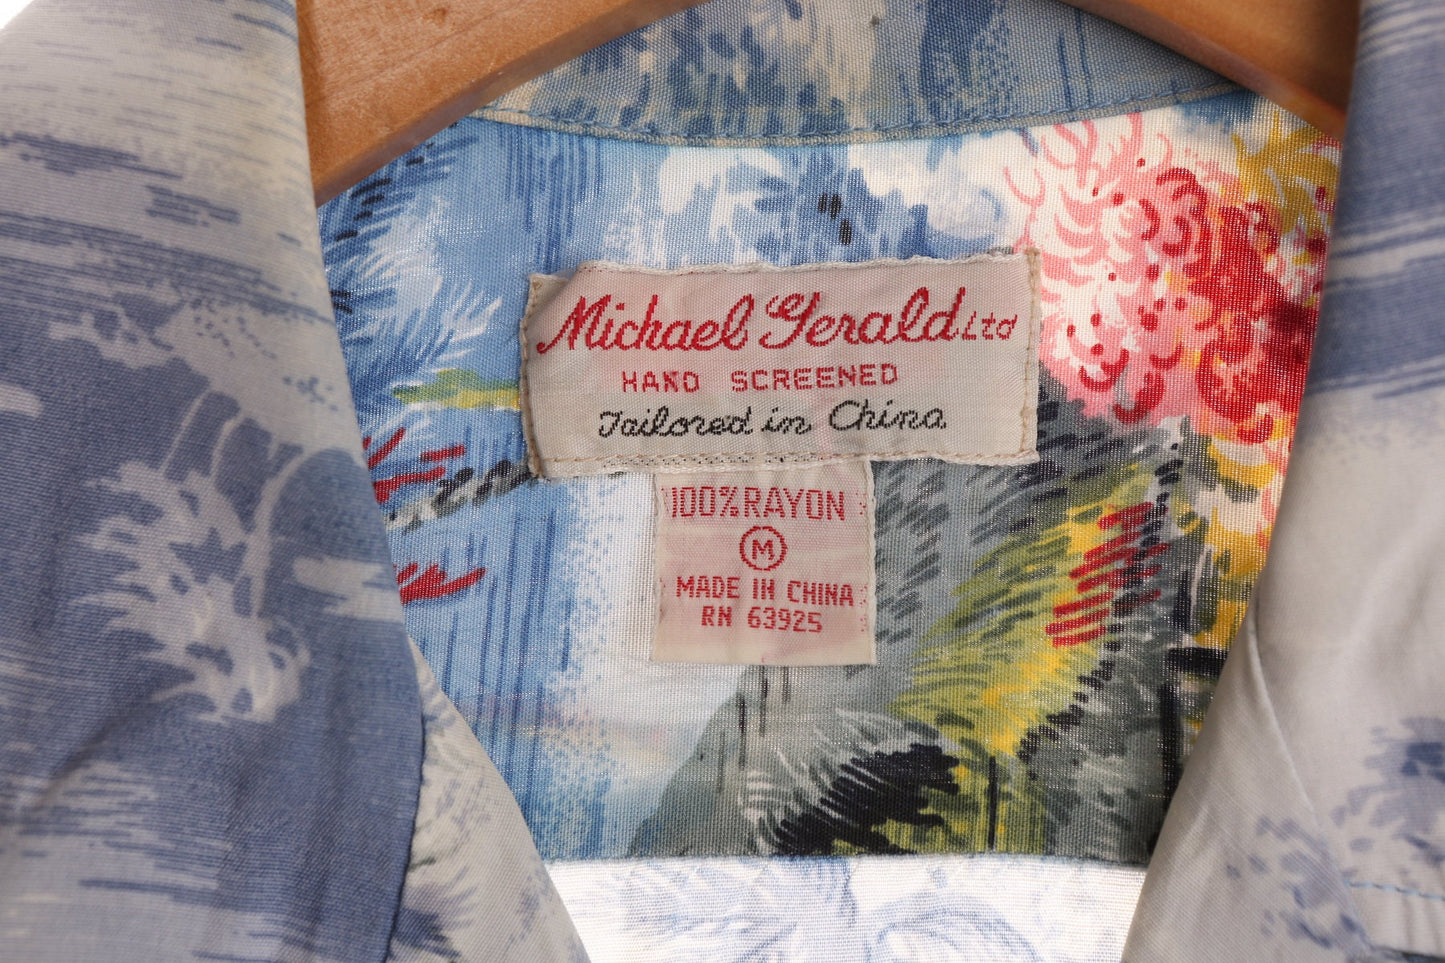 Michael Gerald Ltd
HAND SCREENED
Tailored in China
100% RAYON
M
MADE IN CHINA
RN 63925